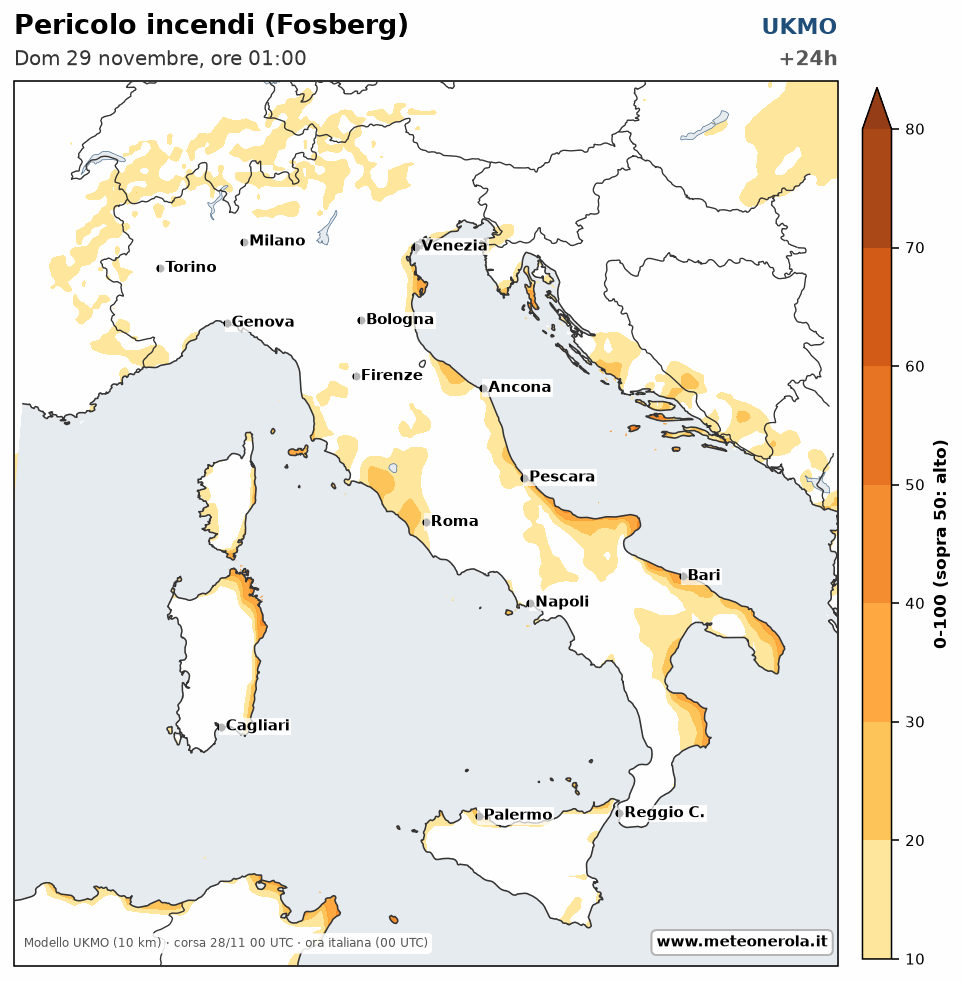 Pericolo incendi (Fosberg)
UKMO
Dom 29 novembre, ore 01:00
+24h
80
70
60
50
40
30
20
10
0-100 (sopra 50: alto)
Milano
Venezia
Torino
Genova
Bologna
Firenze
Ancona
Pescara
Roma
Bari
Napoli
Cagliari
Palermo
Reggio C.
Modello UKMO (10 km) · corsa 28/11 00 UTC · ora italiana (00 UTC)
www.meteonerola.it